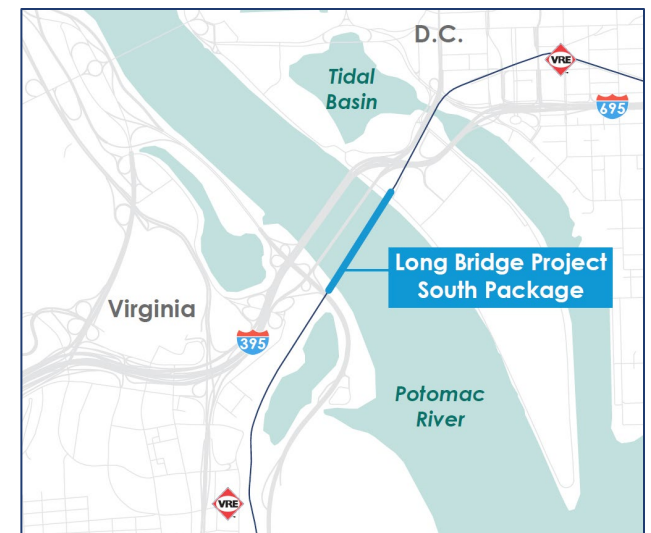 D.C.
VRE
Tidal
Basin
695
Long Bridge Project
South Package
Virginia
395
Potomac
River
VRE